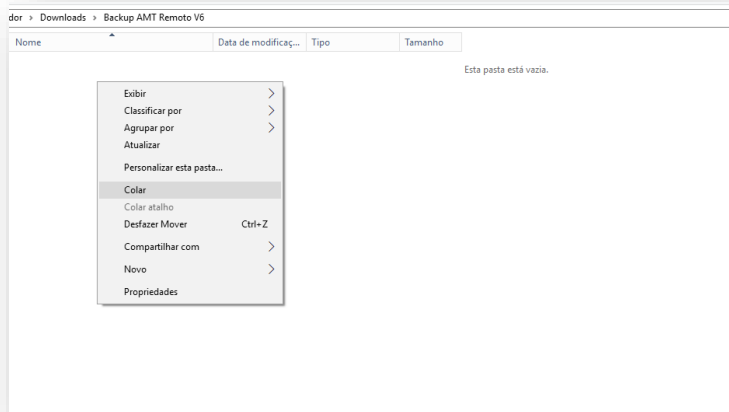 dor > Downloads > Backup AMT Remoto V6
Nome Data de modificaç... Tipo Tamanho
Esta pasta está vazia.
Exibir
Classificar por
Agrupar por
Atualizar
Personalizar esta pasta...
Colar
Colar atalho
Desfazer Mover Ctrl+Z
Compartilhar com
Novo
Propriedades